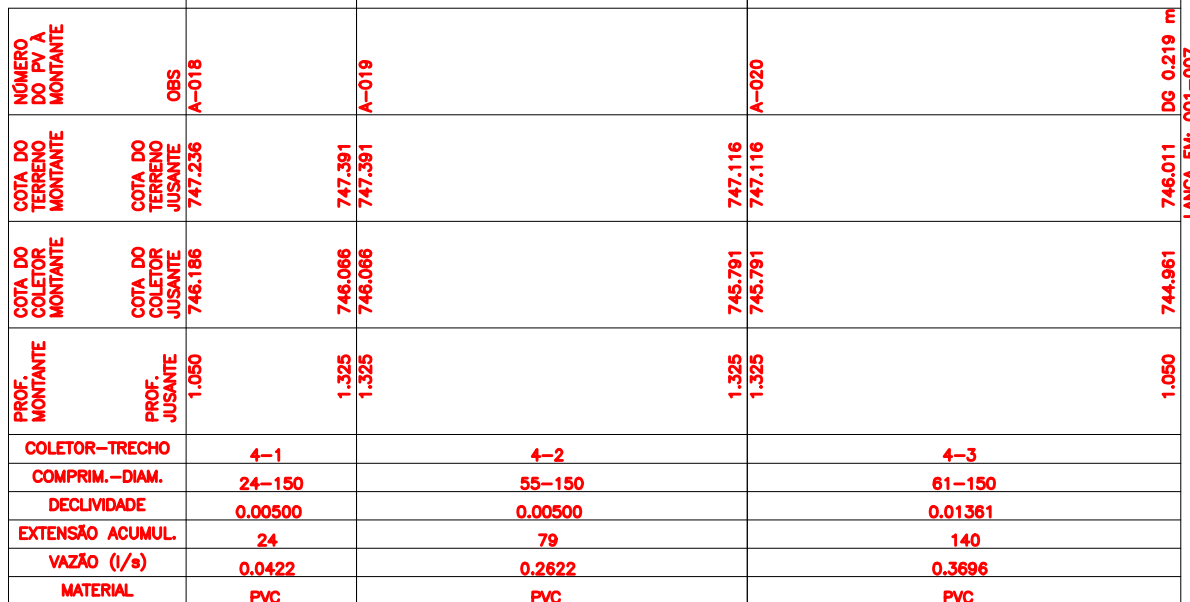 NÚMERO
DO PV À
MONTANTE
OBS
A-018
A-019
A-020
DG 0.219 m
COTA DO
TERRENO
MONTANTE
COTA DO
TERRENO
JUSANTE
747.236
747.391
747.391
747.116
747.116
746.011
LANÇA EM: 001-007
COTA DO
COLETOR
MONTANTE
COTA DO
COLETOR
JUSANTE
746.186
746.066
746.066
745.791
745.791
744.961
PROF.
MONTANTE
PROF.
JUSANTE
1.050
1.325
1.325
1.325
1.325
1.050
COLETOR-TRECHO 4-1 4-2 4-3
COMPRIM.-DIAM. 24-150 55-150 61-150
DECLIVIDADE 0.00500 0.00500 0.01361
EXTENSÃO ACUMUL. 24 79 140
VAZÃO (l/s) 0.0422 0.2622 0.3696
MATERIAL PVC PVC PVC